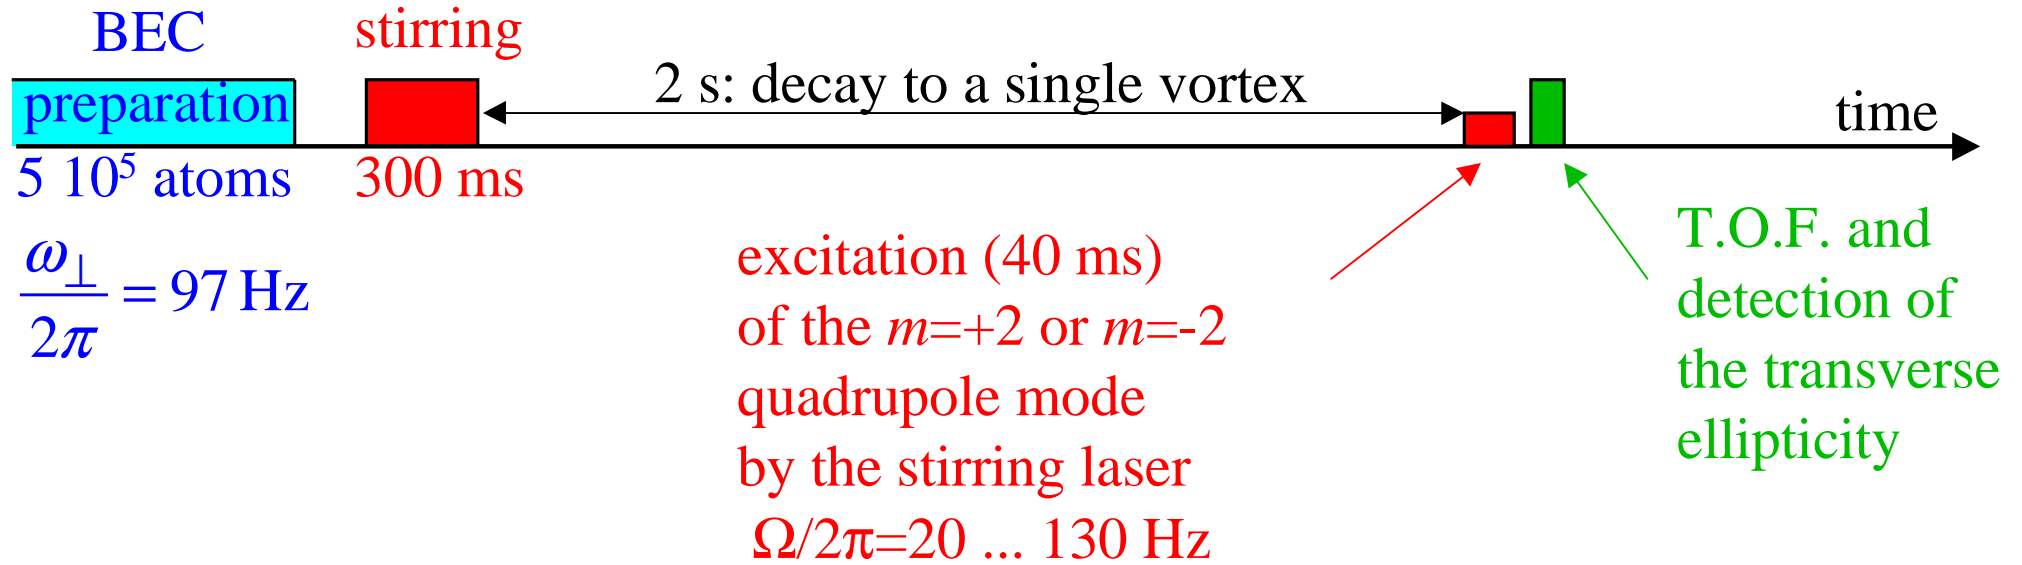 BEC
preparation
5 10⁵ atoms
ω⊥/2π = 97 Hz
stirring
300 ms
2 s: decay to a single vortex
time
excitation (40 ms)
of the m=+2 or m=-2
quadrupole mode
by the stirring laser
Ω/2π=20 ... 130 Hz
T.O.F. and
detection of
the transverse
ellipticity